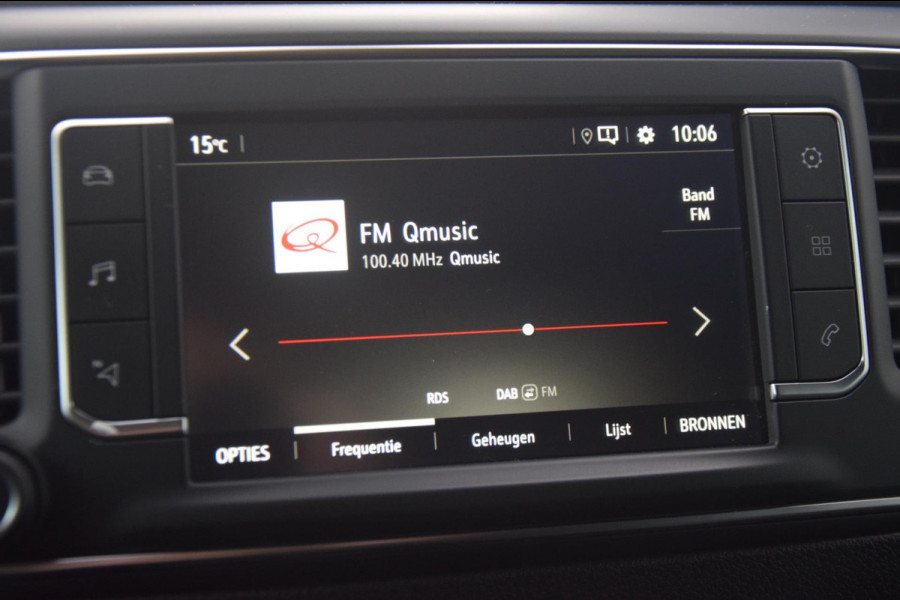 15°C 10:06
Band
FM
FM Qmusic
100.40 MHz Qmusic
RDS DAB FM
OPTIES Frequentie Geheugen Lijst BRONNEN